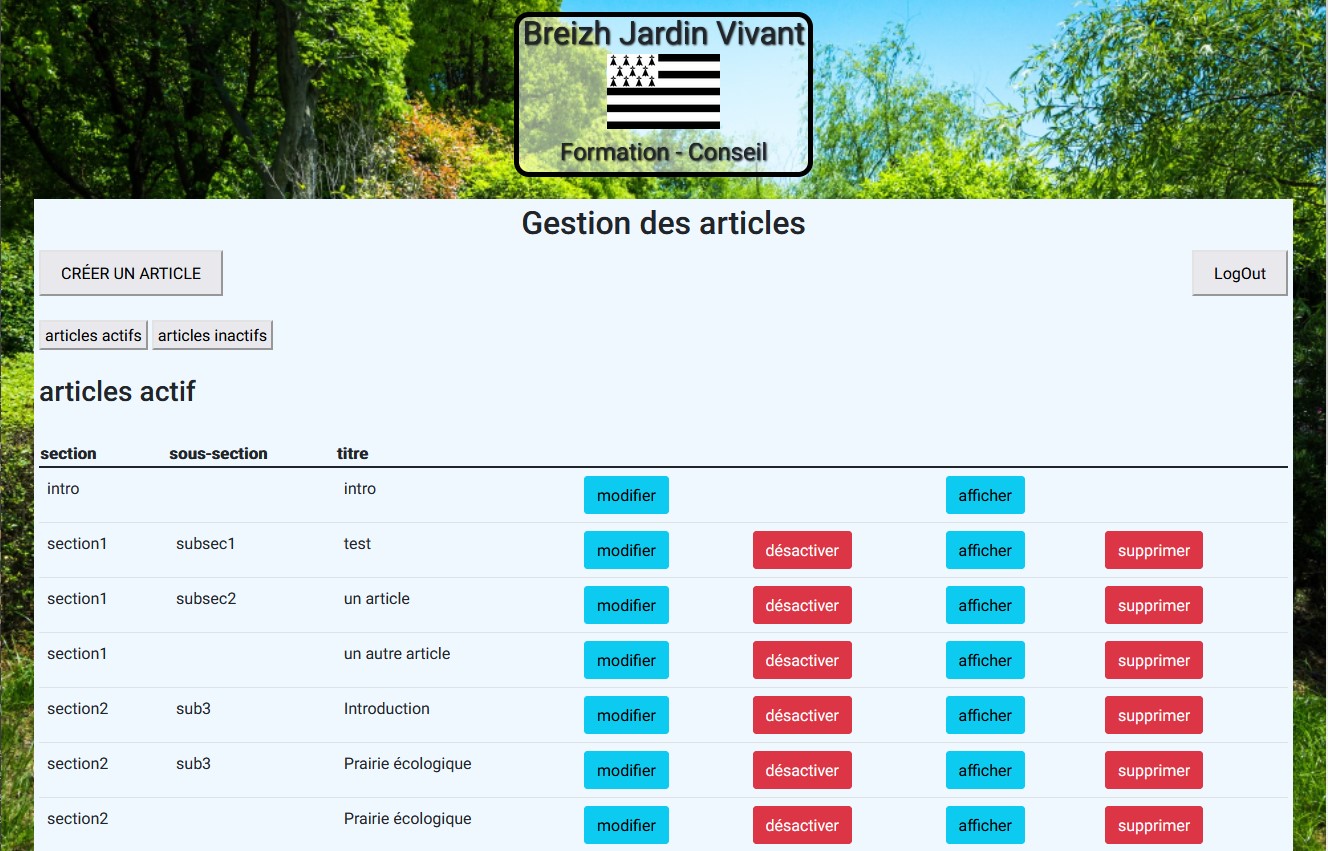 Breizh Jardin Vivant
Formation - Conseil
Gestion des articles
CRÉER UN ARTICLE LogOut
articles actifs articles inactifs
articles actif
section sous-section titre
intro intro modifier afficher
section1 subsec1 test modifier désactiver afficher supprimer
section1 subsec2 un article modifier désactiver afficher supprimer
section1 un autre article modifier désactiver afficher supprimer
section2 sub3 Introduction modifier désactiver afficher supprimer
section2 sub3 Prairie écologique modifier désactiver afficher supprimer
section2 Prairie écologique modifier désactiver afficher supprimer